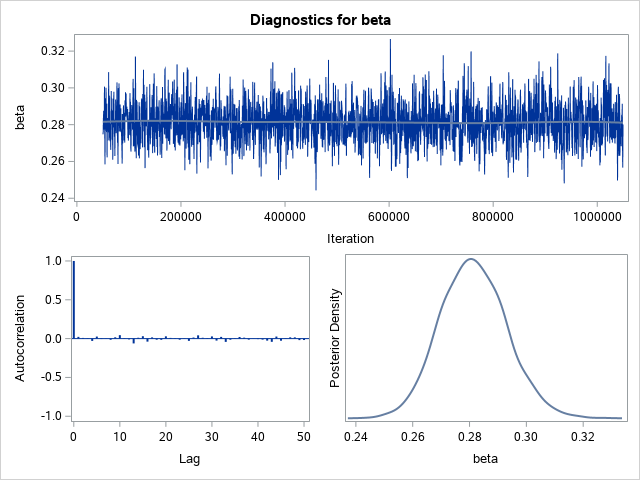 Diagnostics for beta
0.32
0.30
0.28
0.26
0.24
beta
0 200000 400000 600000 800000 1000000
Iteration
1.0
0.5
0.0
-0.5
-1.0
Autocorrelation
0 10 20 30 40 50
Lag
Posterior Density
0.24 0.26 0.28 0.30 0.32
beta